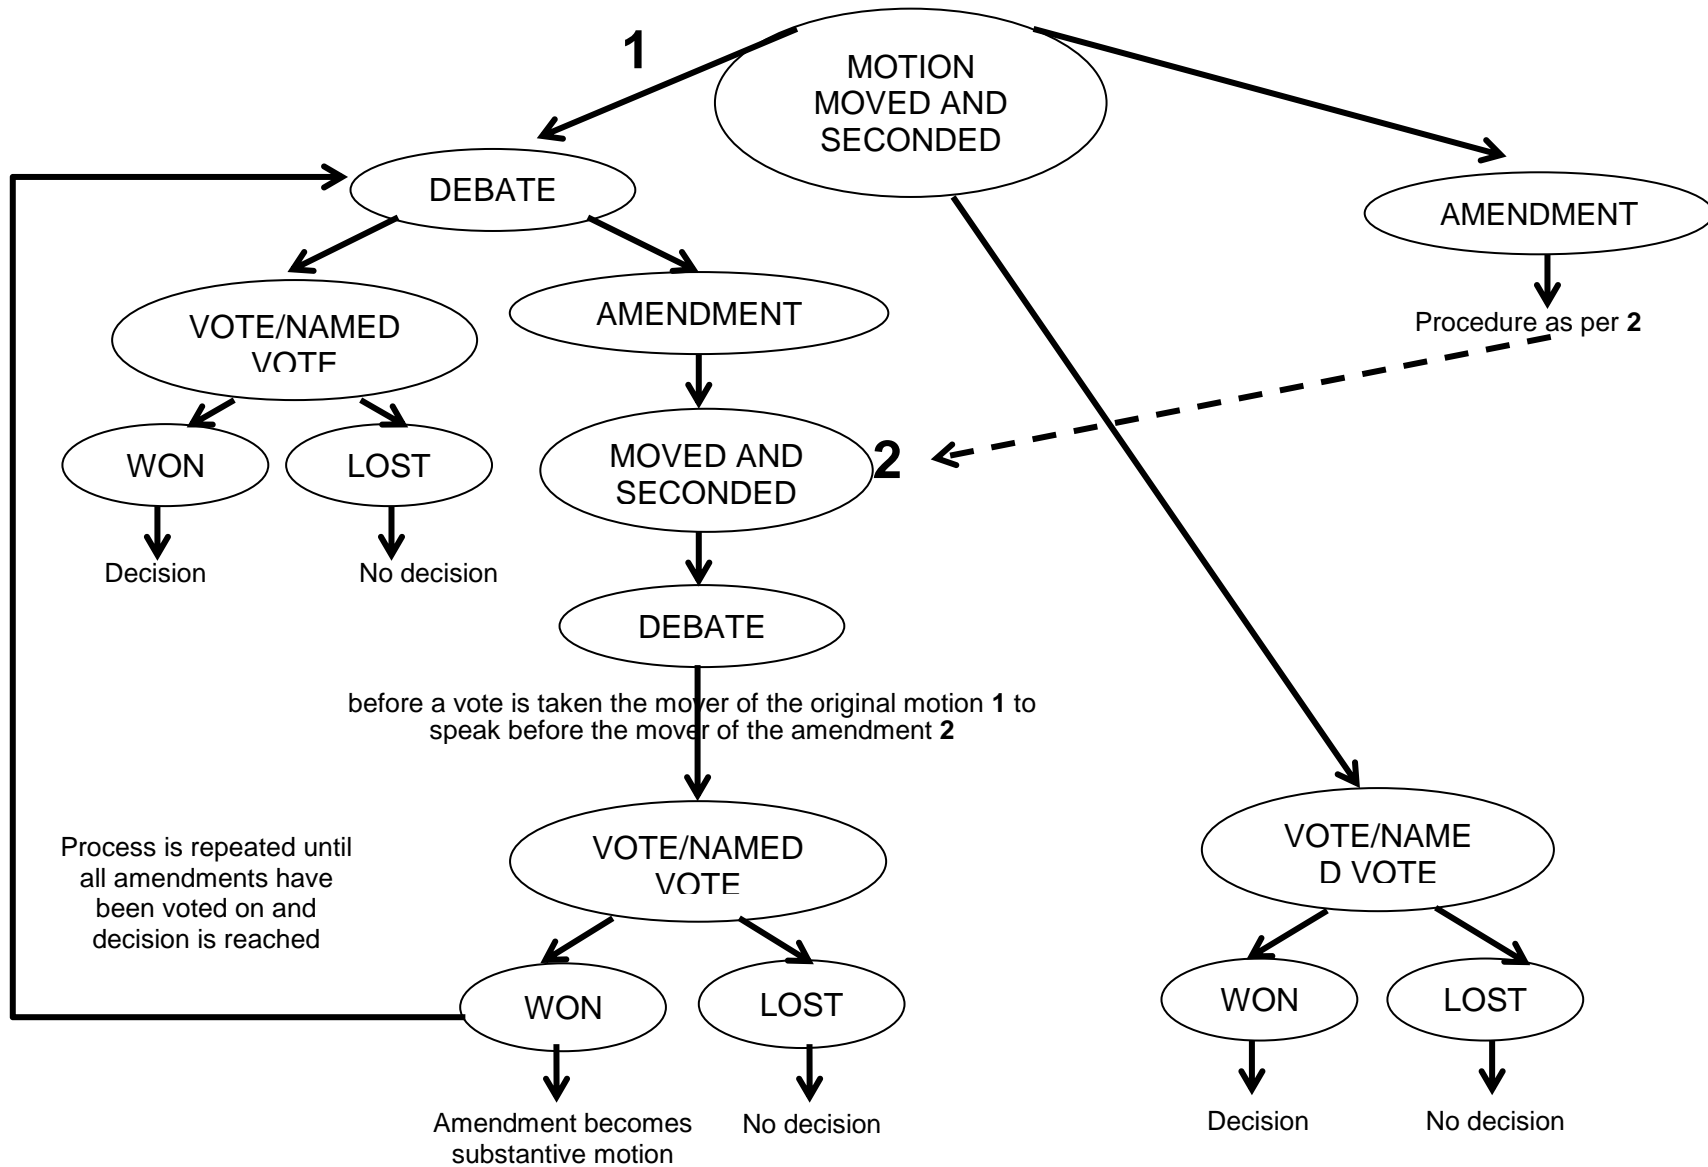 1
MOTION
MOVED AND
SECONDED
DEBATE
AMENDMENT
VOTE/NAMED
VOTE
AMENDMENT
Procedure as per 2
WON
LOST
MOVED AND
SECONDED
2
Decision
No decision
DEBATE
before a vote is taken the mover of the original motion 1 to
speak before the mover of the amendment 2
Process is repeated until
all amendments have
been voted on and
decision is reached
VOTE/NAMED
VOTE
VOTE/NAME
D VOTE
WON
LOST
WON
LOST
Amendment becomes
substantive motion
No decision
Decision
No decision